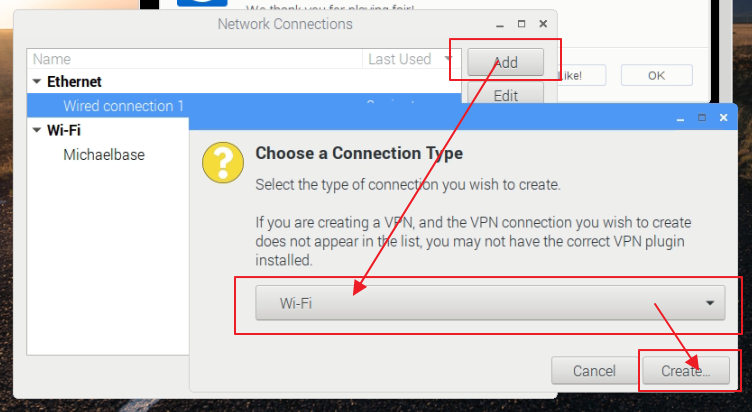 We thank you for playing fair!
Network Connections
Name
Last Used
Add
Like!
OK
Ethernet
Edit
Wired connection 1
Wi-Fi
Michaelbase
Choose a Connection Type
Select the type of connection you wish to create.
If you are creating a VPN, and the VPN connection you wish to create
does not appear in the list, you may not have the correct VPN plugin
installed.
Wi-Fi
Cancel
Create...